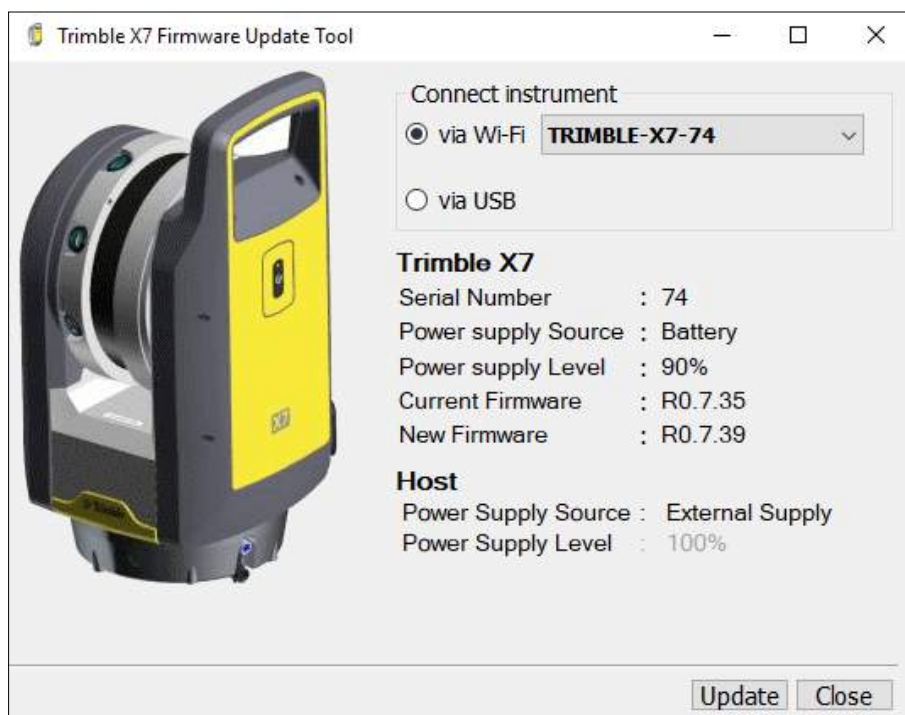 Trimble X7 Firmware Update Tool
Connect instrument
via Wi-Fi TRIMBLE-X7-74
via USB
Trimble X7
Serial Number : 74
Power supply Source : Battery
Power supply Level : 90%
Current Firmware : R0.7.35
New Firmware : R0.7.39
Host
Power Supply Source : External Supply
Power Supply Level : 100%
X7
Trimble
Update Close